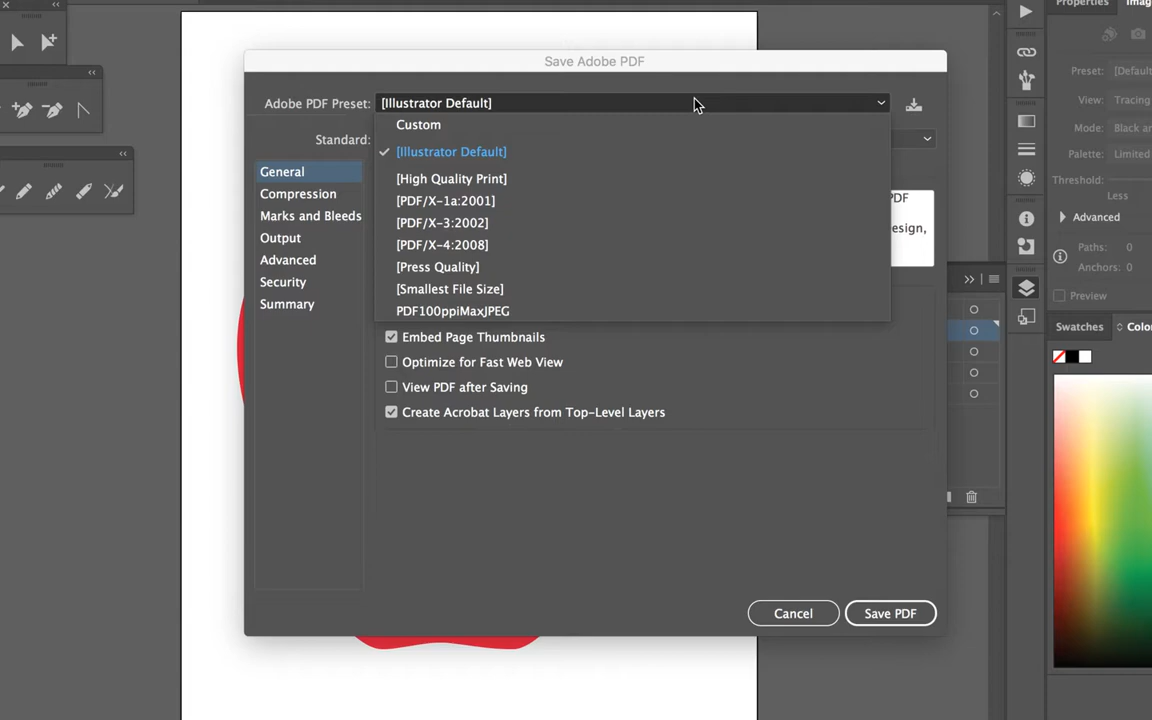 Properties
Imag
Save Adobe PDF
Adobe PDF Preset: [Illustrator Default]
Preset: [Default
Custom
View: Tracing
Standard:
[Illustrator Default]
Mode: Black an
Palette: Limited
General
[High Quality Print]
Threshold:
Compression
[PDF/X-1a:2001]
PDF
Less
Marks and Bleeds
[PDF/X-3:2002]
esign,
Advanced
Output
[PDF/X-4:2008]
Paths: 0
Advanced
[Press Quality]
Anchors: 0
Security
[Smallest File Size]
Preview
Summary
PDF100ppiMaxJPEG
Swatches
Color
Embed Page Thumbnails
Optimize for Fast Web View
View PDF after Saving
Create Acrobat Layers from Top-Level Layers
Cancel
Save PDF